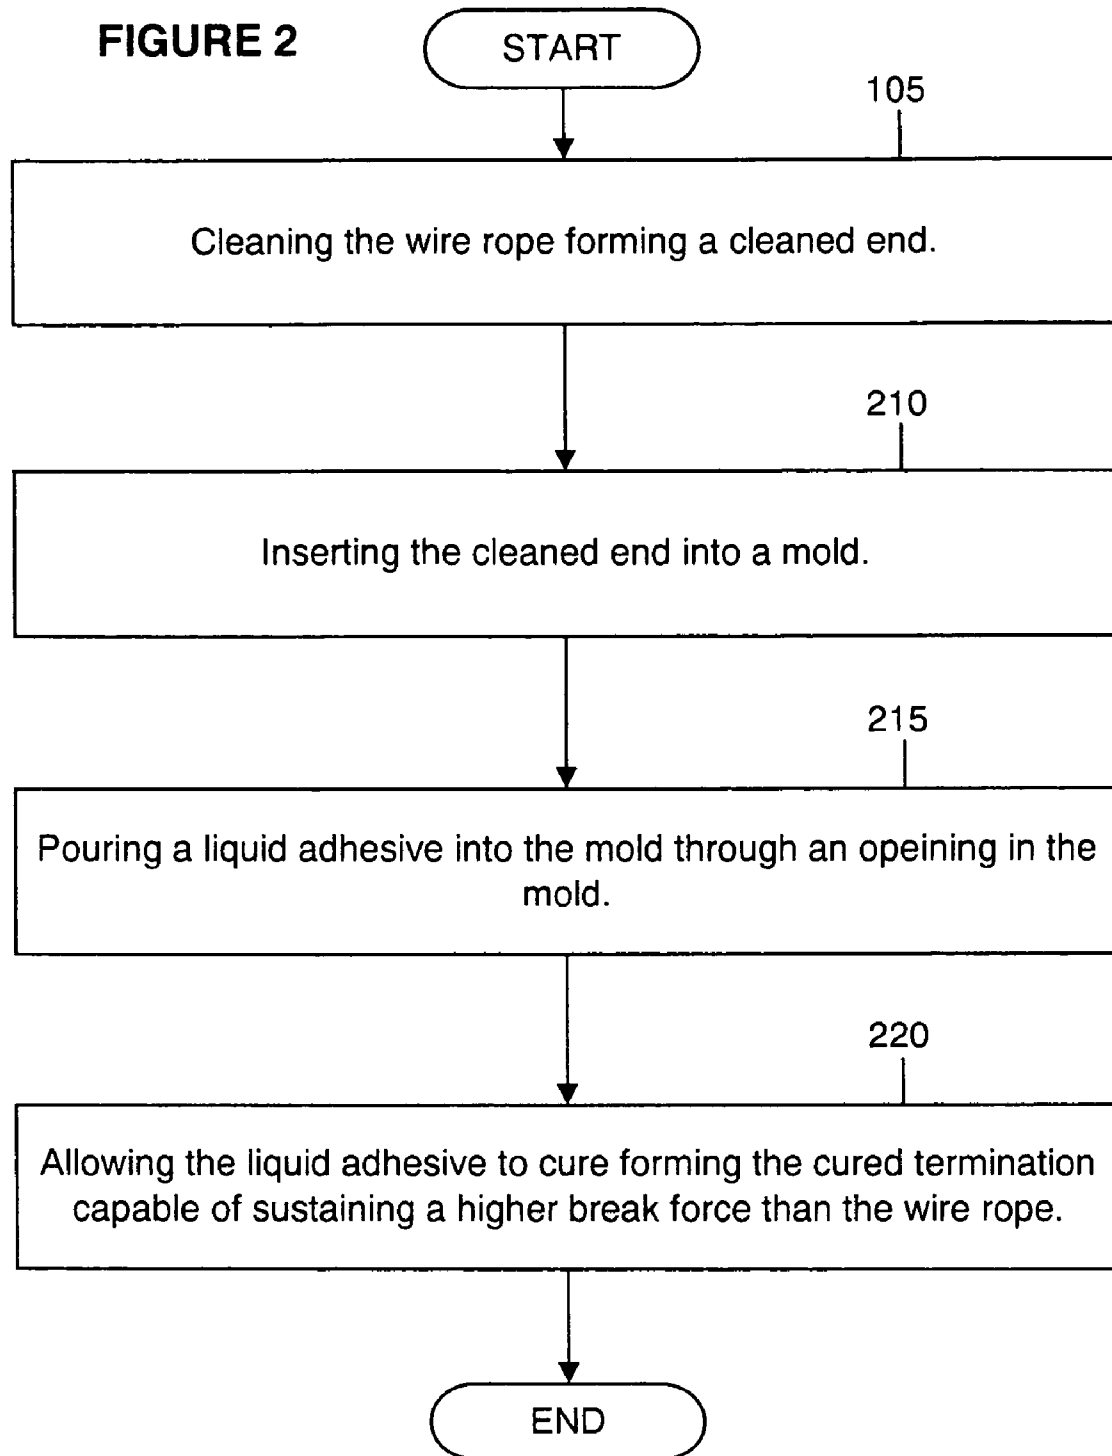 FIGURE 2
START
105
Cleaning the wire rope forming a cleaned end.
210
Inserting the cleaned end into a mold.
215
Pouring a liquid adhesive into the mold through an opeining in the
mold.
220
Allowing the liquid adhesive to cure forming the cured termination
capable of sustaining a higher break force than the wire rope.
END